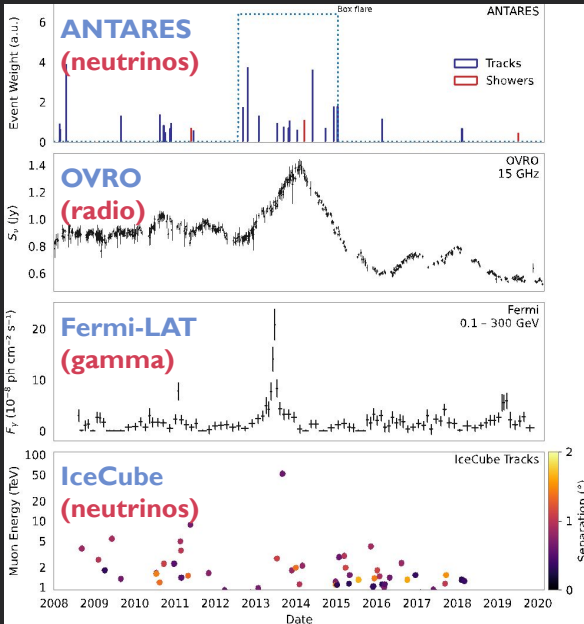 Box flare
ANTARES
ANTARES
(neutrinos)
Tracks
Showers
Event Weight (a.u.)
6
4
2
0
OVRO
15 GHz
OVRO
(radio)
Sν (Jy)
1.4
1.2
1.0
0.8
0.6
Fermi
0.1 – 300 GeV
Fermi-LAT
(gamma)
Fγ (10⁻⁸ ph cm⁻² s⁻¹)
20
10
0
IceCube Tracks
IceCube
(neutrinos)
Muon Energy (TeV)
100
50
20
10
5
2
1
2
1
0
Separation (°)
2008 2009 2010 2011 2012 2013 2014 2015 2016 2017 2018 2019 2020
Date